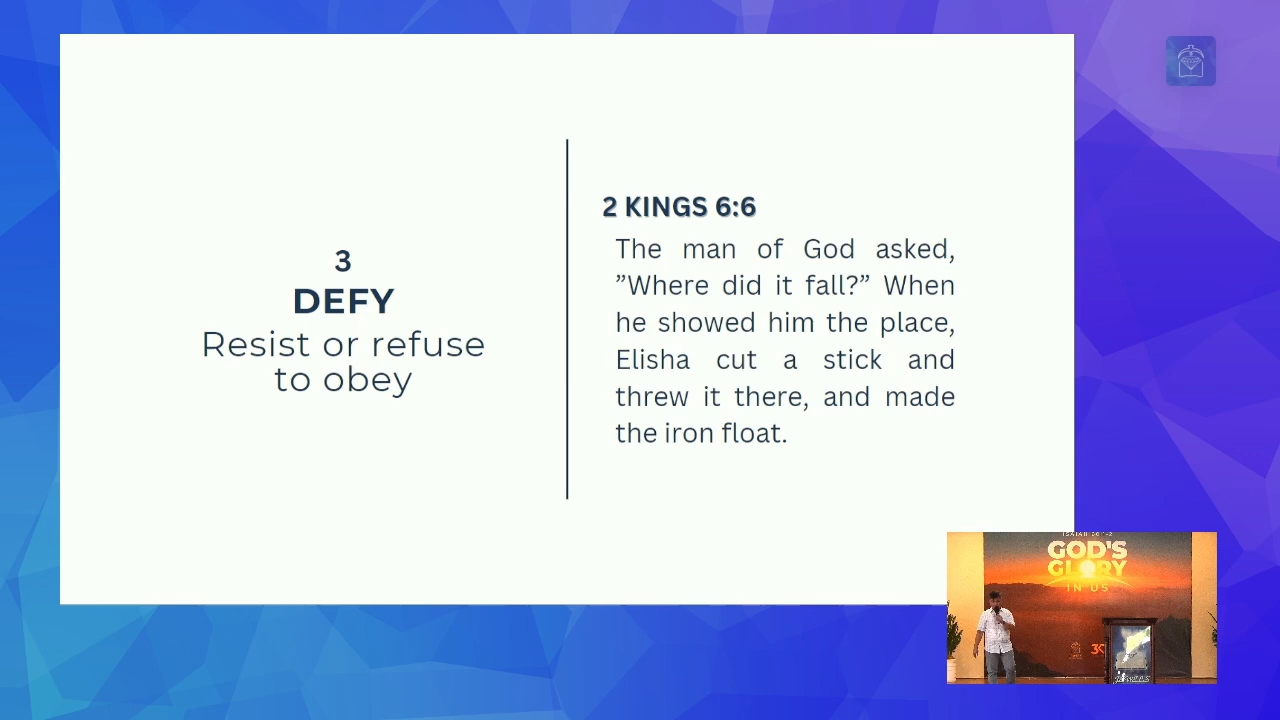 3
DEFY
Resist or refuse
to obey
2 KINGS 6:6
The man of God asked,
”Where did it fall?” When
he showed him the place,
Elisha cut a stick and
threw it there, and made
the iron float.
GOD'S
GLORY
IN US